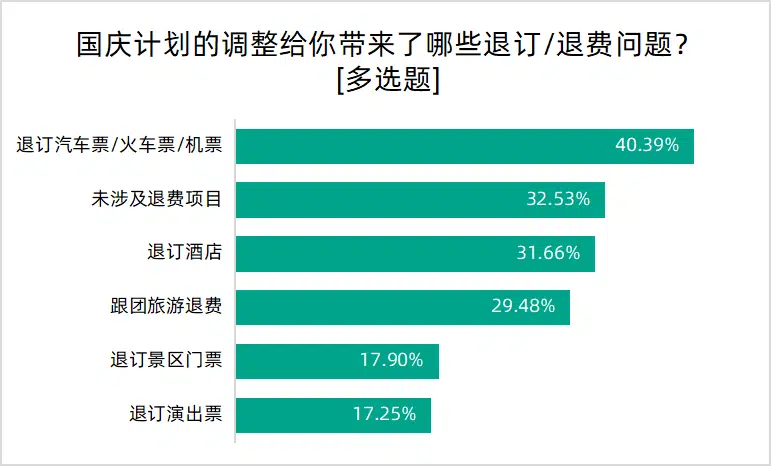 国庆计划的调整给你带来了哪些退订/退费问题？
[多选题]
退订汽车票/火车票/机票 40.39%
未涉及退费项目 32.53%
退订酒店 31.66%
跟团旅游退费 29.48%
退订景区门票 17.90%
退订演出票 17.25%